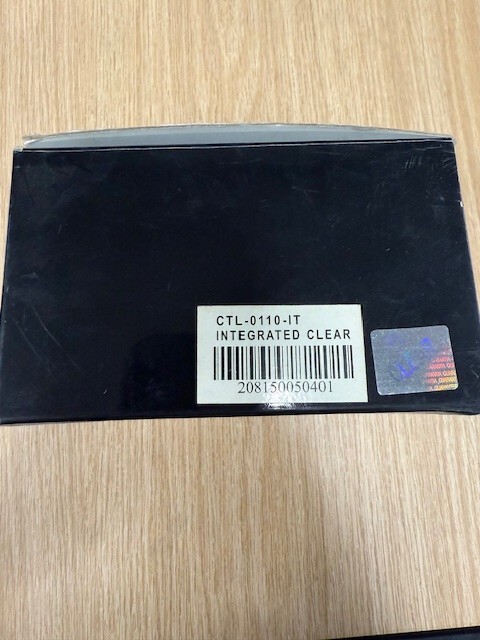 CTL-0110-IT
INTEGRATED CLEAR
208150050401